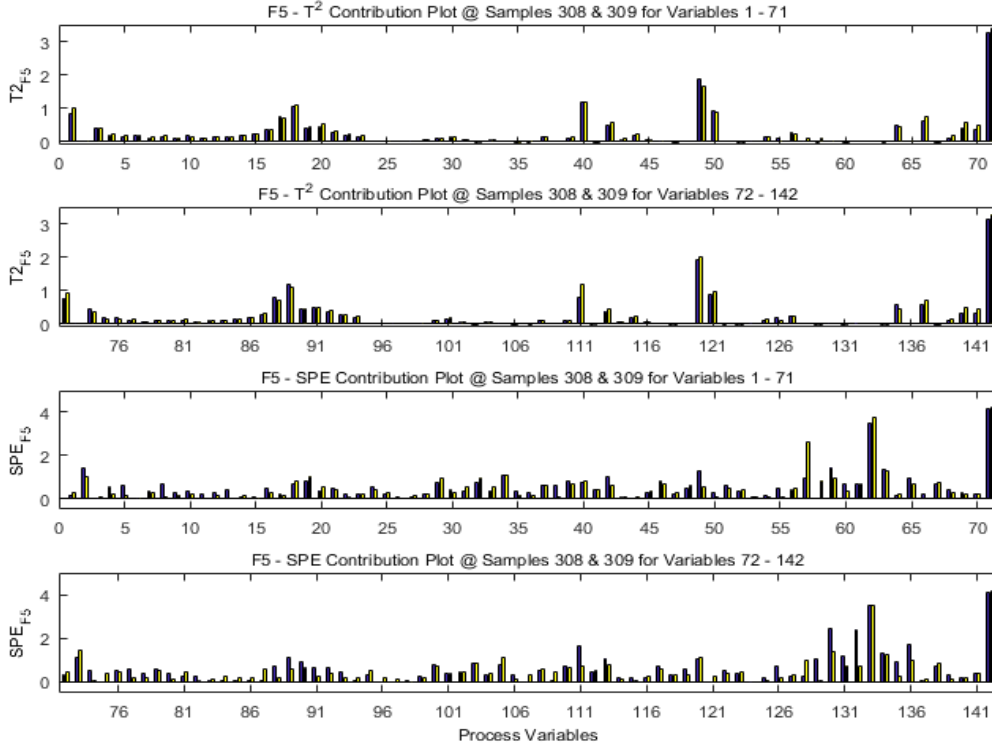 F5 - T² Contribution Plot @ Samples 308 & 309 for Variables 1 - 71
T2F5
3
2
1
0
0 5 10 15 20 25 30 35 40 45 50 55 60 65 70
F5 - T² Contribution Plot @ Samples 308 & 309 for Variables 72 - 142
T2F5
3
2
1
0
76 81 86 91 96 101 106 111 116 121 126 131 136 141
F5 - SPE Contribution Plot @ Samples 308 & 309 for Variables 1 - 71
SPEF5
4
2
0
0 5 10 15 20 25 30 35 40 45 50 55 60 65 70
F5 - SPE Contribution Plot @ Samples 308 & 309 for Variables 72 - 142
SPEF5
4
2
0
76 81 86 91 96 101 106 111 116 121 126 131 136 141
Process Variables